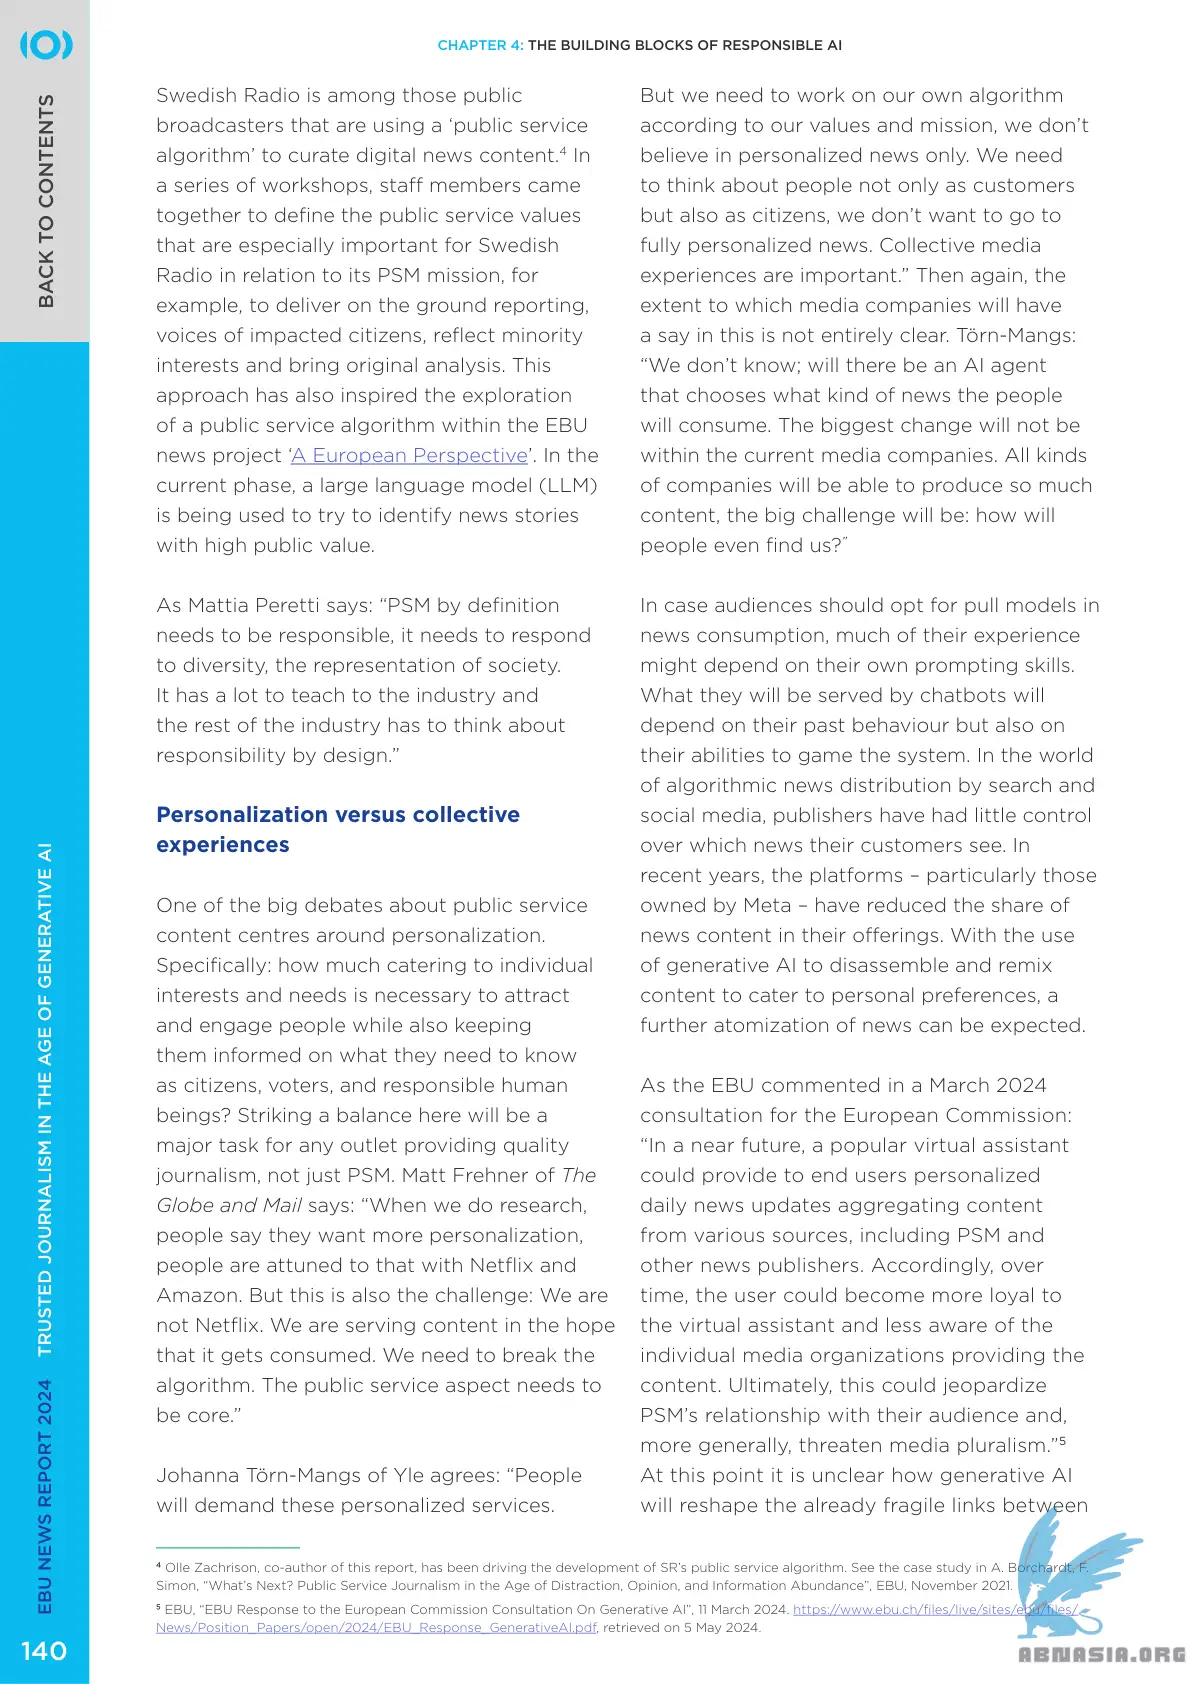 CHAPTER 4: THE BUILDING BLOCKS OF RESPONSIBLE AI
BACK TO CONTENTS
Swedish Radio is among those public
broadcasters that are using a ‘public service
algorithm’ to curate digital news content.⁴ In
a series of workshops, staff members came
together to define the public service values
that are especially important for Swedish
Radio in relation to its PSM mission, for
example, to deliver on the ground reporting,
voices of impacted citizens, reflect minority
interests and bring original analysis. This
approach has also inspired the exploration
of a public service algorithm within the EBU
news project ‘A European Perspective’. In the
current phase, a large language model (LLM)
is being used to try to identify news stories
with high public value.
As Mattia Peretti says: “PSM by definition
needs to be responsible, it needs to respond
to diversity, the representation of society.
It has a lot to teach to the industry and
the rest of the industry has to think about
responsibility by design.”
Personalization versus collective
experiences
One of the big debates about public service
content centres around personalization.
Specifically: how much catering to individual
interests and needs is necessary to attract
and engage people while also keeping
them informed on what they need to know
as citizens, voters, and responsible human
beings? Striking a balance here will be a
major task for any outlet providing quality
journalism, not just PSM. Matt Frehner of The
Globe and Mail says: “When we do research,
people say they want more personalization,
people are attuned to that with Netflix and
Amazon. But this is also the challenge: We are
not Netflix. We are serving content in the hope
that it gets consumed. We need to break the
algorithm. The public service aspect needs to
be core.”
Johanna Törn-Mangs of Yle agrees: “People
will demand these personalized services.
But we need to work on our own algorithm
according to our values and mission, we don’t
believe in personalized news only. We need
to think about people not only as customers
but also as citizens, we don’t want to go to
fully personalized news. Collective media
experiences are important.” Then again, the
extent to which media companies will have
a say in this is not entirely clear. Törn-Mangs:
“We don’t know; will there be an AI agent
that chooses what kind of news the people
will consume. The biggest change will not be
within the current media companies. All kinds
of companies will be able to produce so much
content, the big challenge will be: how will
people even find us?”
In case audiences should opt for pull models in
news consumption, much of their experience
might depend on their own prompting skills.
What they will be served by chatbots will
depend on their past behaviour but also on
their abilities to game the system. In the world
of algorithmic news distribution by search and
social media, publishers have had little control
over which news their customers see. In
recent years, the platforms – particularly those
owned by Meta – have reduced the share of
news content in their offerings. With the use
of generative AI to disassemble and remix
content to cater to personal preferences, a
further atomization of news can be expected.
As the EBU commented in a March 2024
consultation for the European Commission:
“In a near future, a popular virtual assistant
could provide to end users personalized
daily news updates aggregating content
from various sources, including PSM and
other news publishers. Accordingly, over
time, the user could become more loyal to
the virtual assistant and less aware of the
individual media organizations providing the
content. Ultimately, this could jeopardize
PSM’s relationship with their audience and,
more generally, threaten media pluralism.”⁵
At this point it is unclear how generative AI
will reshape the already fragile links between
⁴ Olle Zachrison, co-author of this report, has been driving the development of SR’s public service algorithm. See the case study in A. Borchardt, F.
Simon, “What’s Next? Public Service Journalism in the Age of Distraction, Opinion, and Information Abundance”, EBU, November 2021.
⁵ EBU, “EBU Response to the European Commission Consultation On Generative AI”, 11 March 2024. https://www.ebu.ch/files/live/sites/ebu/files/
News/Position_Papers/open/2024/EBU_Response_GenerativeAI.pdf, retrieved on 5 May 2024.
EBU NEWS REPORT 2024 TRUSTED JOURNALISM IN THE AGE OF GENERATIVE AI
140
ABNASIA.ORG